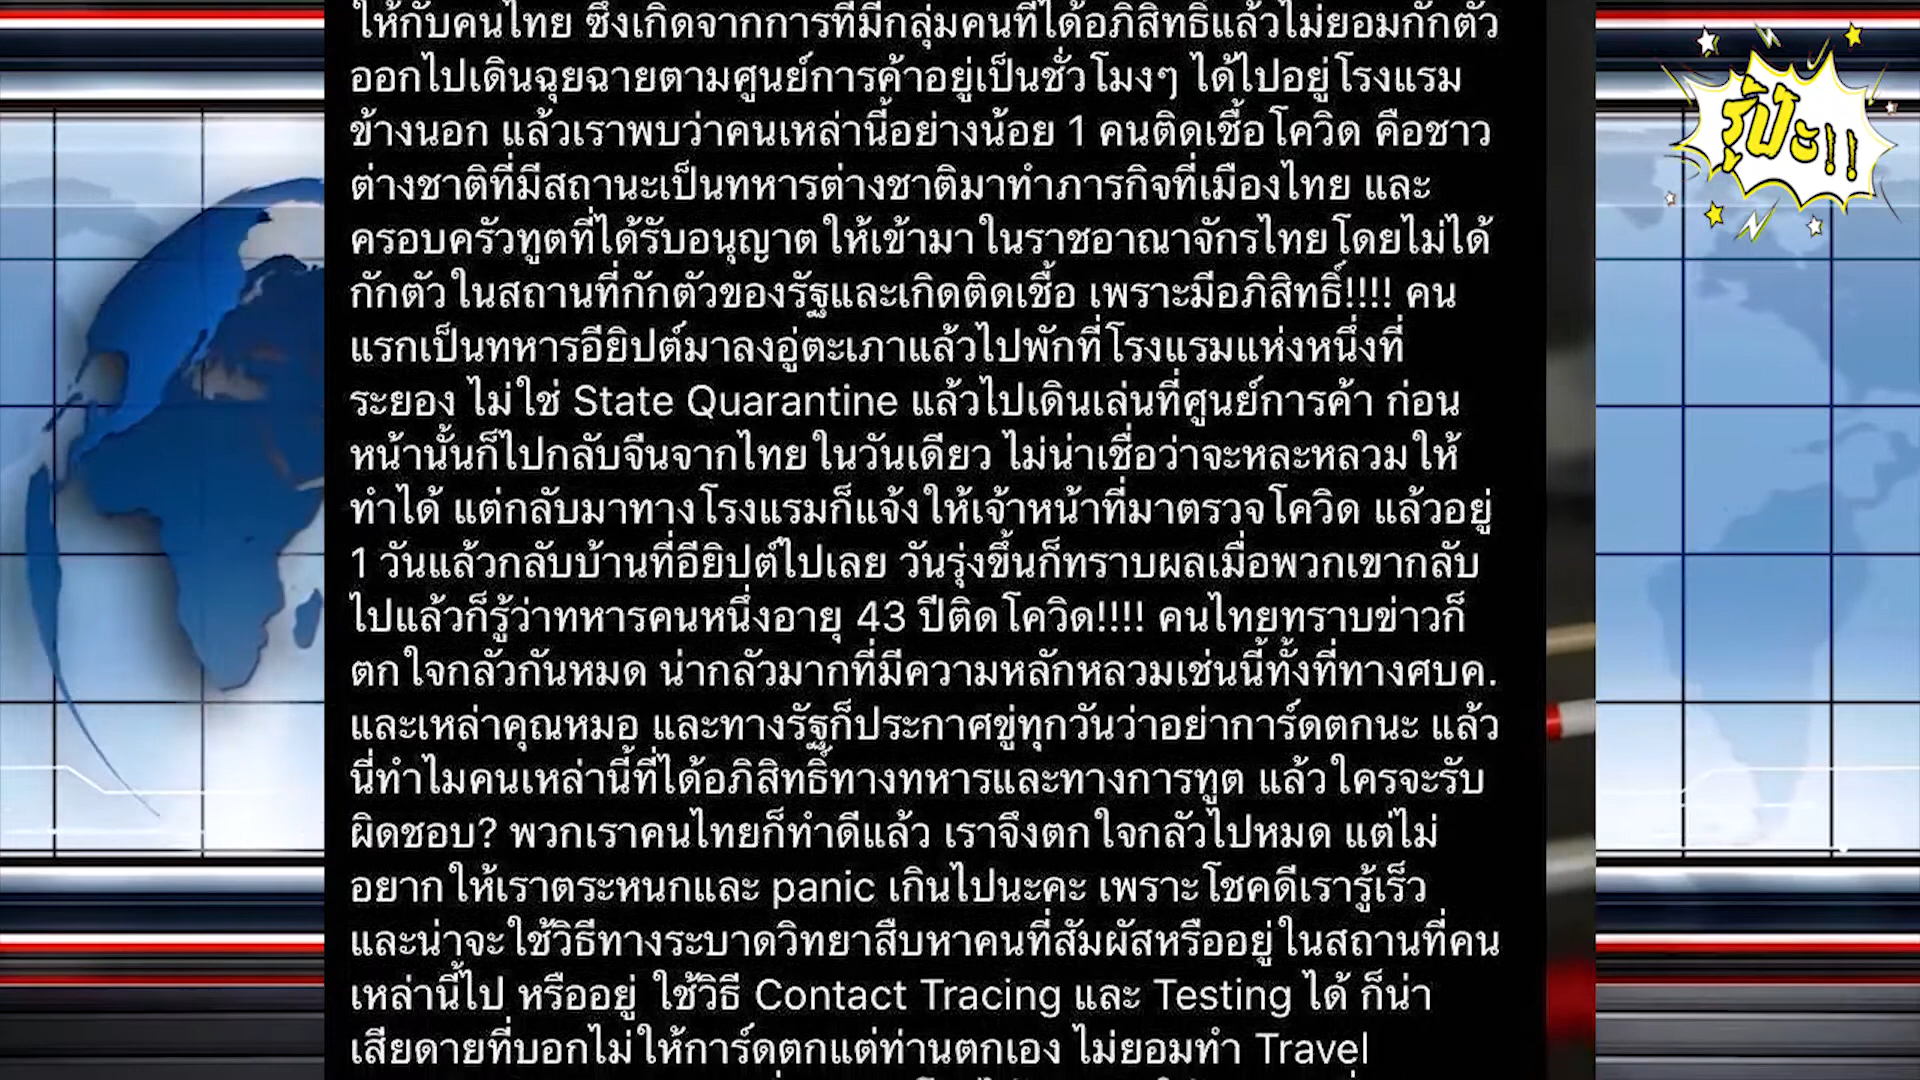 ให้กับคนไทย ซึ่งเกิดจากการที่มีกลุ่มคนที่ได้อภิสิทธิ์แล้วไม่ยอมกักตัว
ออกไปเดินฉุยฉายตามศูนย์การค้าอยู่เป็นชั่วโมงๆ ได้ไปอยู่โรงแรม
ข้างนอก แล้วเราพบว่าคนเหล่านี้อย่างน้อย 1 คนติดเชื้อโควิด คือชาว
ต่างชาติที่มีสถานะเป็นทหารต่างชาติมาทำภารกิจที่เมืองไทย และ
ครอบครัวทูตที่ได้รับอนุญาตให้เข้ามาในราชอาณาจักรไทยโดยไม่ได้
กักตัวในสถานที่กักตัวของรัฐและเกิดติดเชื้อ เพราะมีอภิสิทธิ์!!!! คน
แรกเป็นทหารอียิปต์มาลงอู่ตะเภาแล้วไปพักที่โรงแรมแห่งหนึ่งที่
ระยอง ไม่ใช่ State Quarantine แล้วไปเดินเล่นที่ศูนย์การค้า ก่อน
หน้านั้นก็ไปกลับจีนจากไทยในวันเดียว ไม่น่าเชื่อว่าจะหละหลวมให้
ทำได้ แต่กลับมาทางโรงแรมก็แจ้งให้เจ้าหน้าที่มาตรวจโควิด แล้วอยู่
1 วันแล้วกลับบ้านที่อียิปต์ไปเลย วันรุ่งขึ้นก็ทราบผลเมื่อพวกเขากลับ
ไปแล้วก็รู้ว่าทหารคนหนึ่งอายุ 43 ปีติดโควิด!!!! คนไทยทราบข่าวก็
ตกใจกลัวกันหมด น่ากลัวมากที่มีความหลักหลวมเช่นนี้ทั้งที่ทางศบค.
และเหล่าคุณหมอ และทางรัฐก็ประกาศขู่ทุกวันว่าอย่าการ์ดตกนะ แล้ว
นี่ทำไมคนเหล่านี้ที่ได้อภิสิทธิ์ทางทหารและทางการทูต แล้วใครจะรับ
ผิดชอบ? พวกเราคนไทยก็ทำดีแล้ว เราจึงตกใจกลัวไปหมด แต่ไม่
อยากให้เราตระหนกและ panic เกินไปนะคะ เพราะโชคดีเรารู้เร็ว
และน่าจะใช้วิธีทางระบาดวิทยาสืบหาคนที่สัมผัสหรืออยู่ในสถานที่คน
เหล่านี้ไป หรืออยู่ ใช้วิธี Contact Tracing และ Testing ได้ ก็น่า
เสียดายที่บอกไม่ให้การ์ดตกแต่ท่านตกเอง ไม่ยอมทำ Travel
รู้ปะ!!